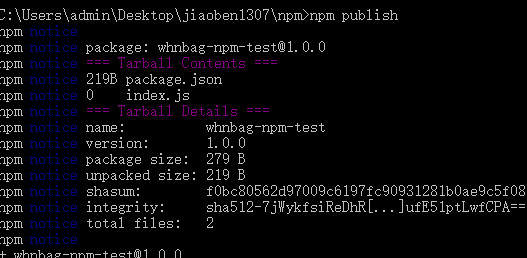 C:\Users\admin\Desktop\jiaoben1307\npm>npm publish
npm notice
npm notice package: whnbag-npm-test@1.0.0
npm notice === Tarball Contents ===
npm notice 219B package.json
npm notice 0 index.js
npm notice === Tarball Details ===
npm notice name: whnbag-npm-test
npm notice version: 1.0.0
npm notice package size: 279 B
npm notice unpacked size: 219 B
npm notice shasum: f0bc80562d97009c6197fc90931281b0ae9c5f08
npm notice integrity: sha512-7jWykfsiReDhR[...]ufE51ptLwfCPA==
npm notice total files: 2
npm notice
+ whnbag-npm-test@1.0.0